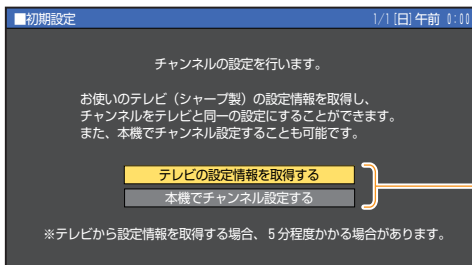 ■初期設定 1/1[日]午前 0:00
チャンネルの設定を行います。
お使いのテレビ（シャープ製）の設定情報を取得し、
チャンネルをテレビと同一の設定にすることができます。
また、本機でチャンネル設定することも可能です。
テレビの設定情報を取得する
本機でチャンネル設定する
※テレビから設定情報を取得する場合、5分程度かかる場合があります。